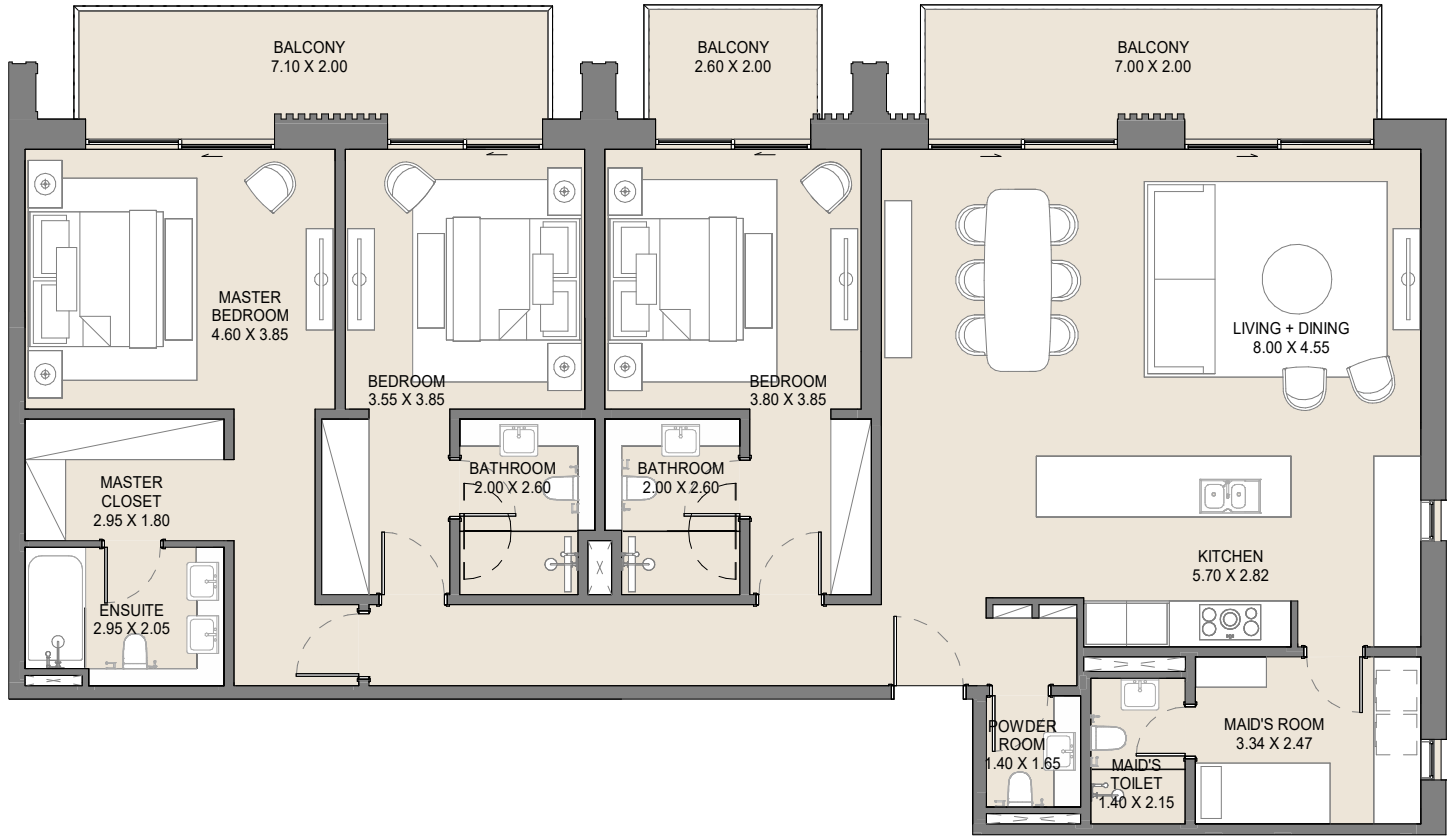 BALCONY
7.10 X 2.00
BALCONY
2.60 X 2.00
BALCONY
7.00 X 2.00
MASTER
BEDROOM
4.60 X 3.85
BEDROOM
3.55 X 3.85
BEDROOM
3.80 X 3.85
LIVING + DINING
8.00 X 4.55
MASTER
CLOSET
2.95 X 1.80
BATHROOM
2.00 X 2.60
BATHROOM
2.00 X 2.60
KITCHEN
5.70 X 2.82
ENSUITE
2.95 X 2.05
POWDER
ROOM
1.40 X 1.65
MAID'S
TOILET
1.40 X 2.15
MAID'S ROOM
3.34 X 2.47